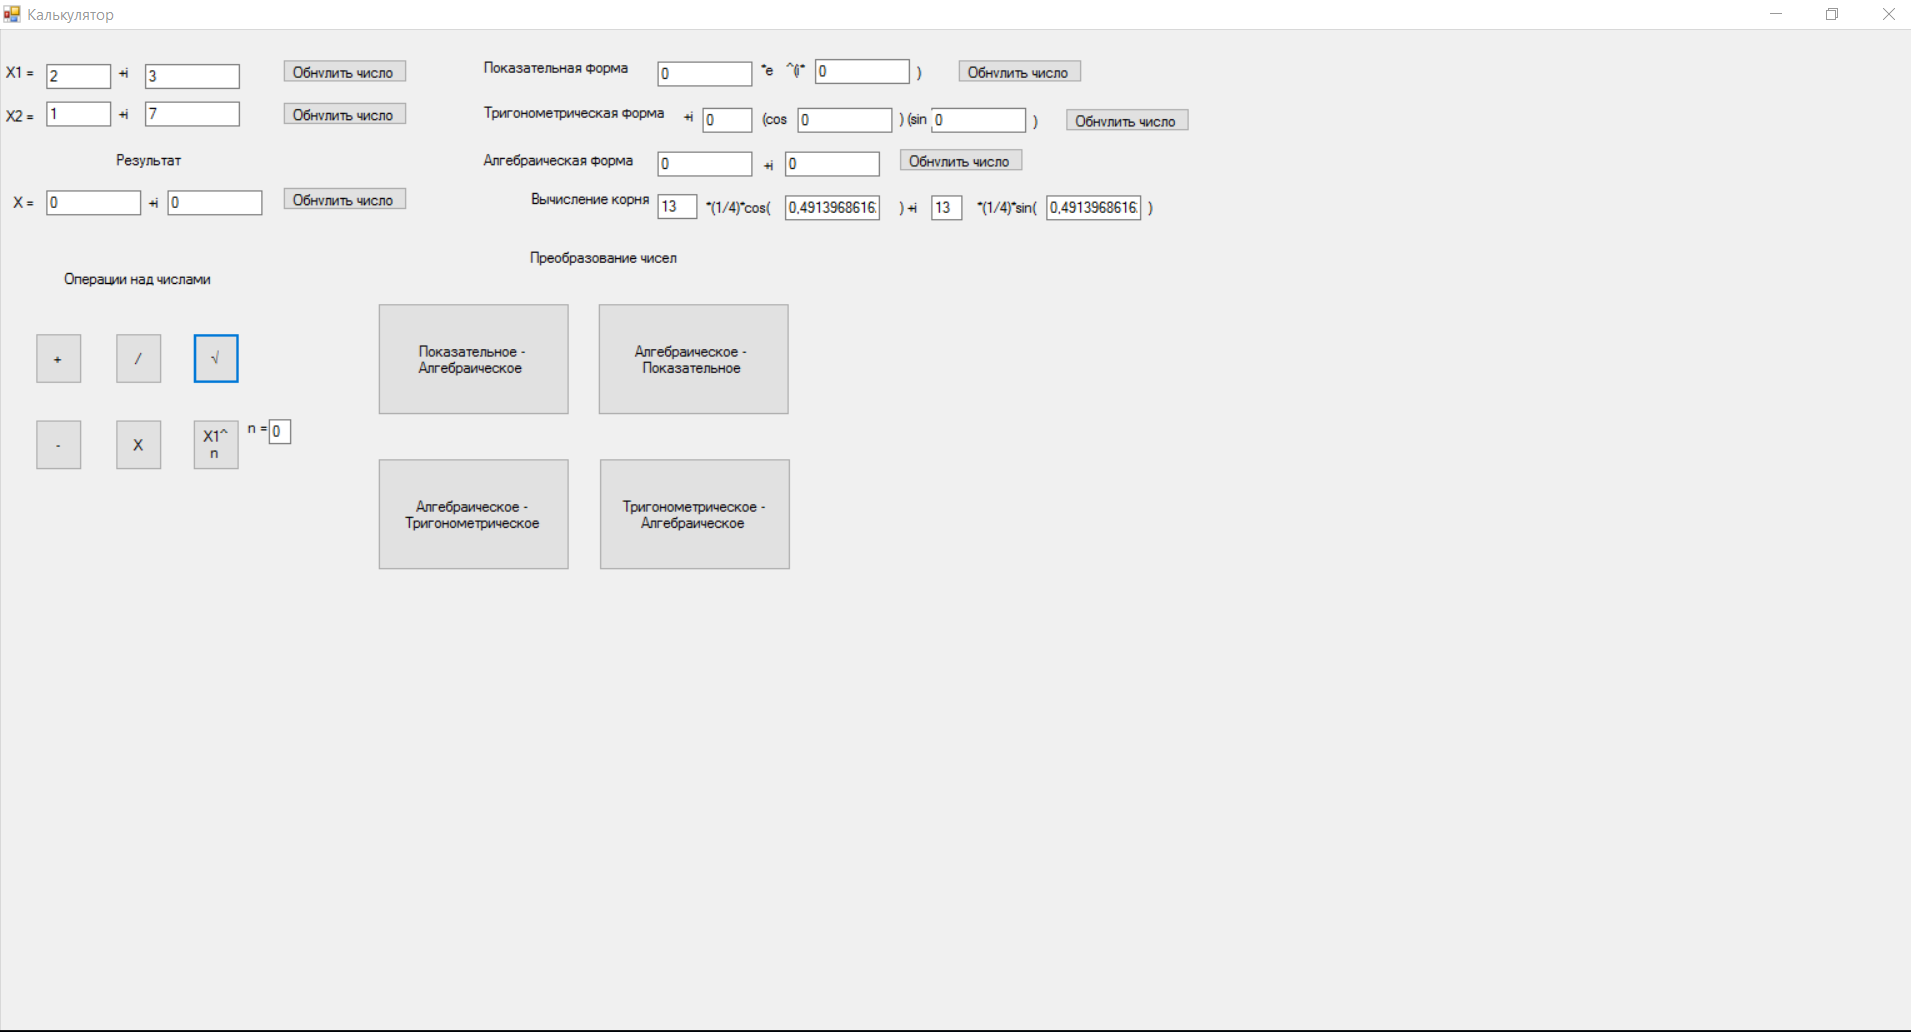 Калькулятор
X1 = 2 +i 3 Обнулить число
X2 = 1 +i 7 Обнулить число
Результат
X = 0 +i 0 Обнулить число
Показательная форма 0 *e ^(i* 0 ) Обнулить число
Тригонометрическая форма +i 0 (cos 0 ) (sin 0 ) Обнулить число
Алгебраическая форма 0 +i 0 Обнулить число
Вычисление корня 13 *(1/4)*cos( 0,4913968616 ) +i 13 *(1/4)*sin( 0,4913968616 )
Операции над числами
+ / √
- X X1^
n
n = 0
Преобразование чисел
Показательное -
Алгебраическое
Алгебраическое -
Показательное
Алгебраическое -
Тригонометрическое
Тригонометрическое -
Алгебраическое